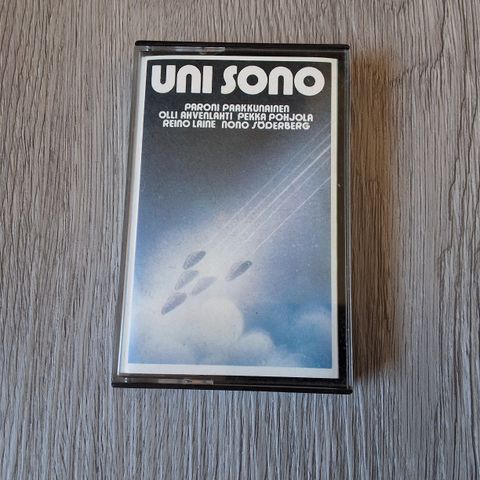 UNI SONO
PARONI PAAKKUNAINEN
OLLI AHVENLAHTI PEKKA POHJOLA
REINO LAINE NONO SÖDERBERG